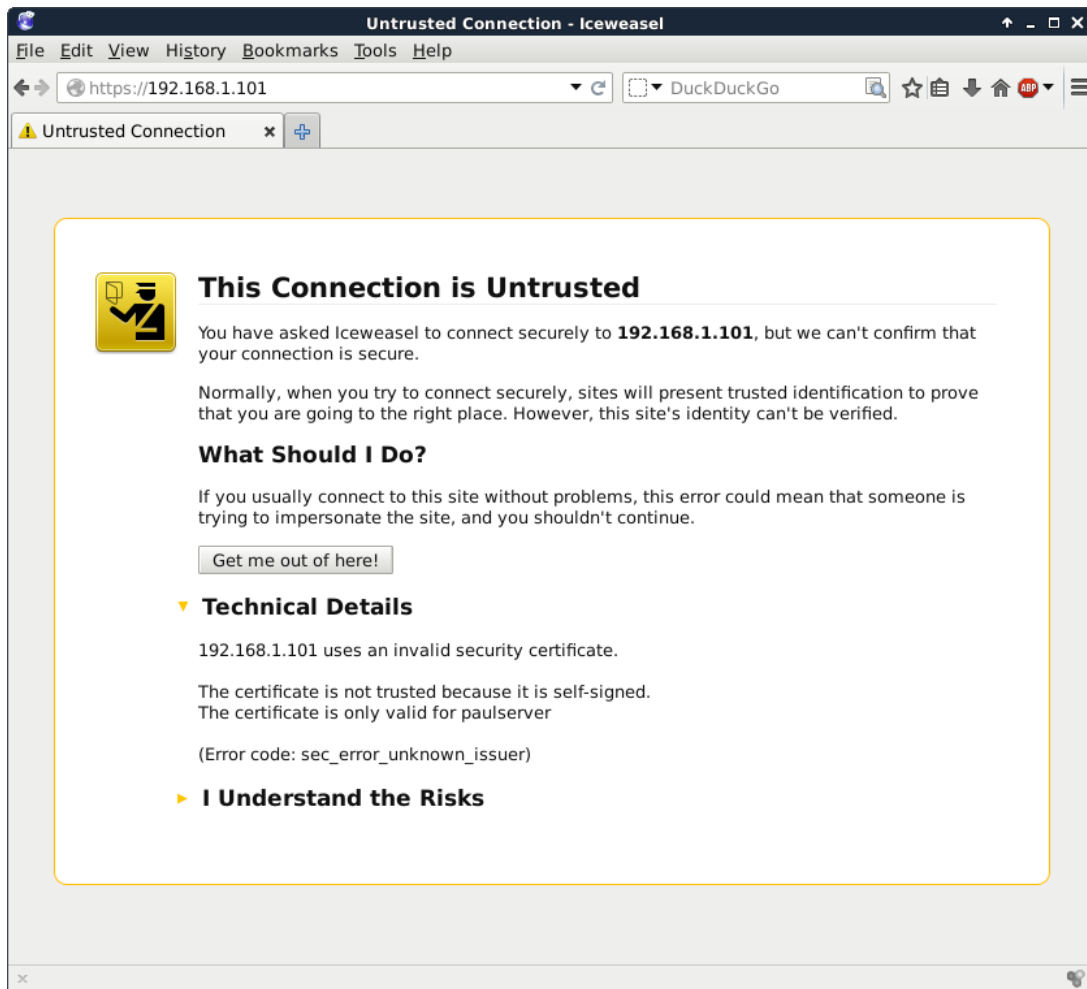 Untrusted Connection - Iceweasel
File Edit View History Bookmarks Tools Help
https://192.168.1.101 DuckDuckGo ABP
Untrusted Connection
This Connection is Untrusted
You have asked Iceweasel to connect securely to 192.168.1.101, but we can't confirm that
your connection is secure.
Normally, when you try to connect securely, sites will present trusted identification to prove
that you are going to the right place. However, this site's identity can't be verified.
What Should I Do?
If you usually connect to this site without problems, this error could mean that someone is
trying to impersonate the site, and you shouldn't continue.
Get me out of here!
Technical Details
192.168.1.101 uses an invalid security certificate.
The certificate is not trusted because it is self-signed.
The certificate is only valid for paulserver
(Error code: sec_error_unknown_issuer)
I Understand the Risks